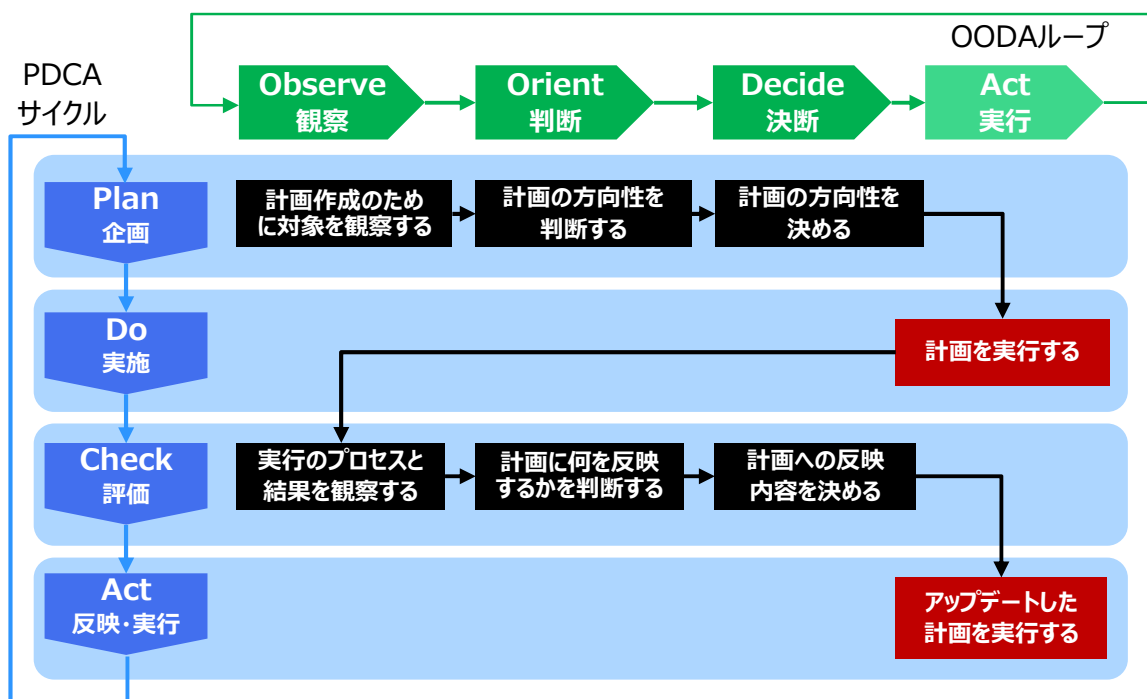 OODAループ
PDCA
サイクル
Observe
観察
Orient
判断
Decide
決断
Act
実行
Plan
企画
計画作成のため
に対象を観察する
計画の方向性を
判断する
計画の方向性を
決める
Do
実施
計画を実行する
Check
評価
実行のプロセスと
結果を観察する
計画に何を反映
するかを判断する
計画への反映
内容を決める
Act
反映・実行
アップデートした
計画を実行する